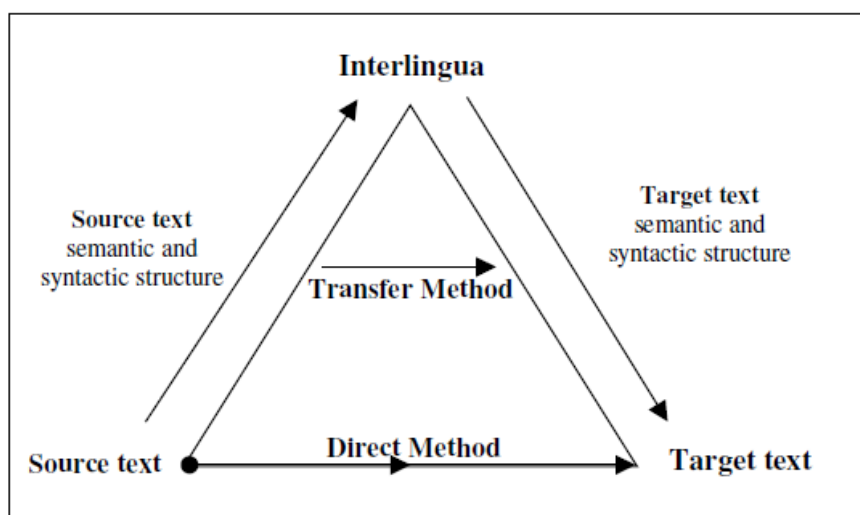 Interlingua
Source text
semantic and
syntactic structure
Target text
semantic and
syntactic structure
Transfer Method
Source text
Direct Method
Target text